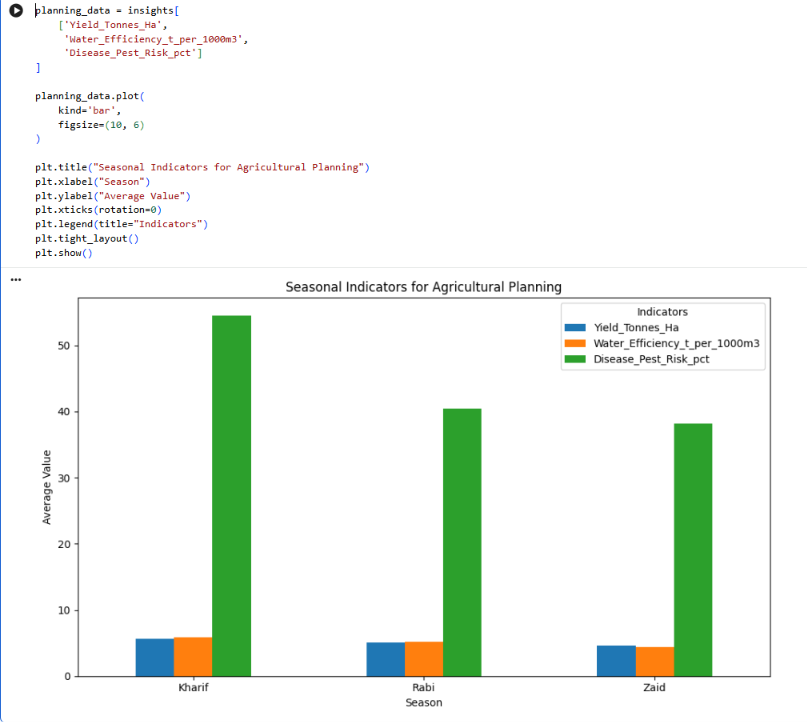 planning_data = insights[
    ['Yield_Tonnes_Ha',
     'Water_Efficiency_t_per_1000m3',
     'Disease_Pest_Risk_pct']
]
planning_data.plot(
    kind='bar',
    figsize=(10, 6)
)
plt.title("Seasonal Indicators for Agricultural Planning")
plt.xlabel("Season")
plt.ylabel("Average Value")
plt.xticks(rotation=0)
plt.legend(title="Indicators")
plt.tight_layout()
plt.show()
...
Seasonal Indicators for Agricultural Planning
Indicators
Yield_Tonnes_Ha
Water_Efficiency_t_per_1000m3
Disease_Pest_Risk_pct
50
40
30
20
10
0
Average Value
Kharif
Rabi
Zaid
Season